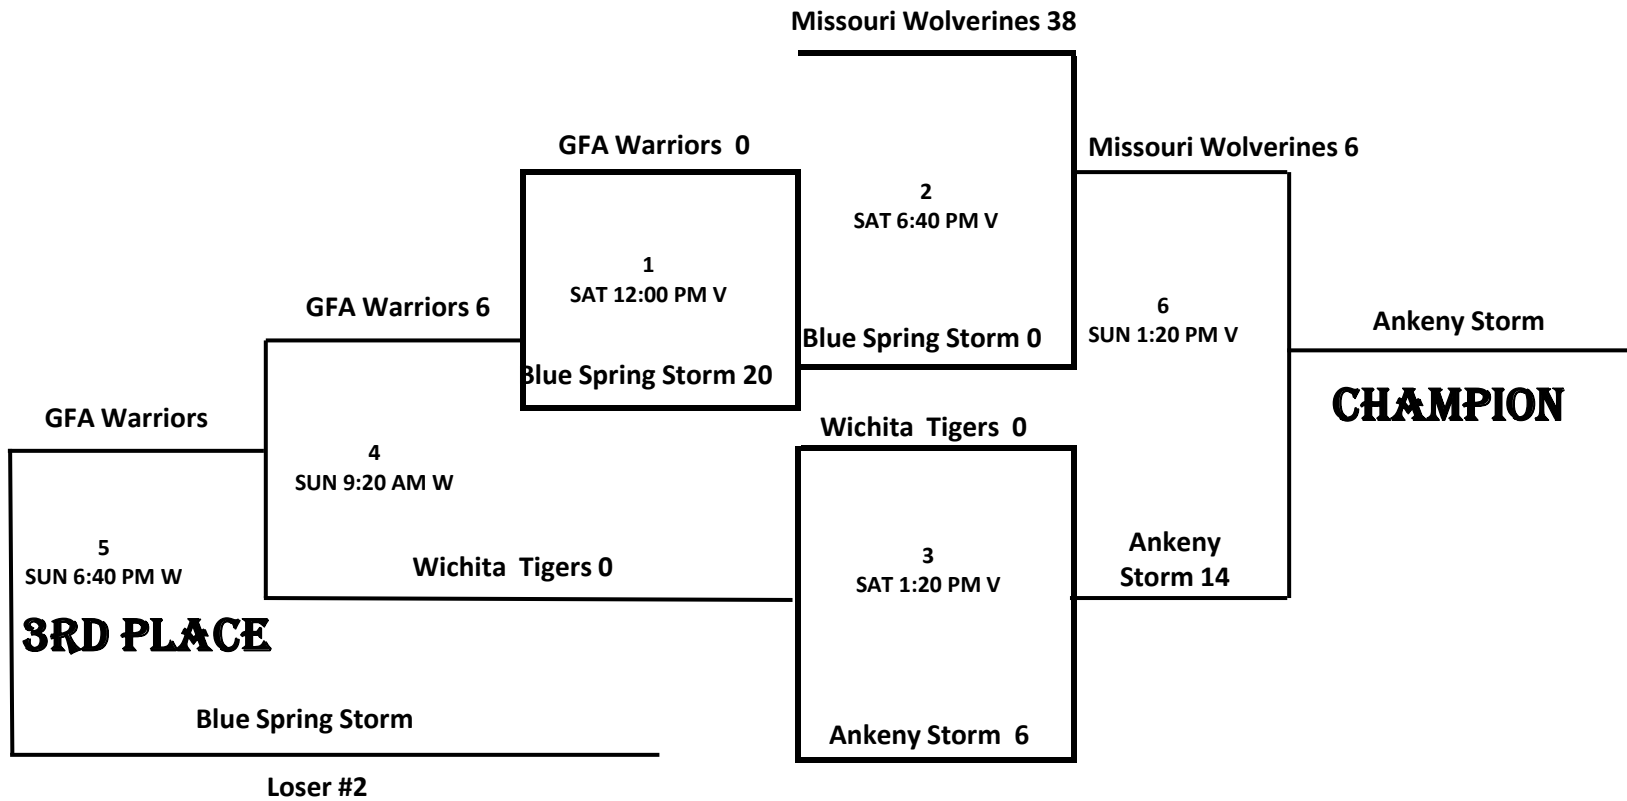 Missouri Wolverines 38
GFA Warriors 0
Missouri Wolverines 6
2
SAT 6:40 PM V
1
SAT 12:00 PM V
GFA Warriors 6
6
SUN 1:20 PM V
Ankeny Storm
Blue Spring Storm 0
Blue Spring Storm 20
CHAMPION
GFA Warriors
Wichita Tigers 0
4
SUN 9:20 AM W
5
SUN 6:40 PM W
Wichita Tigers 0
3
SAT 1:20 PM V
Ankeny
Storm 14
3RD PLACE
Blue Spring Storm
Ankeny Storm 6
Loser #2